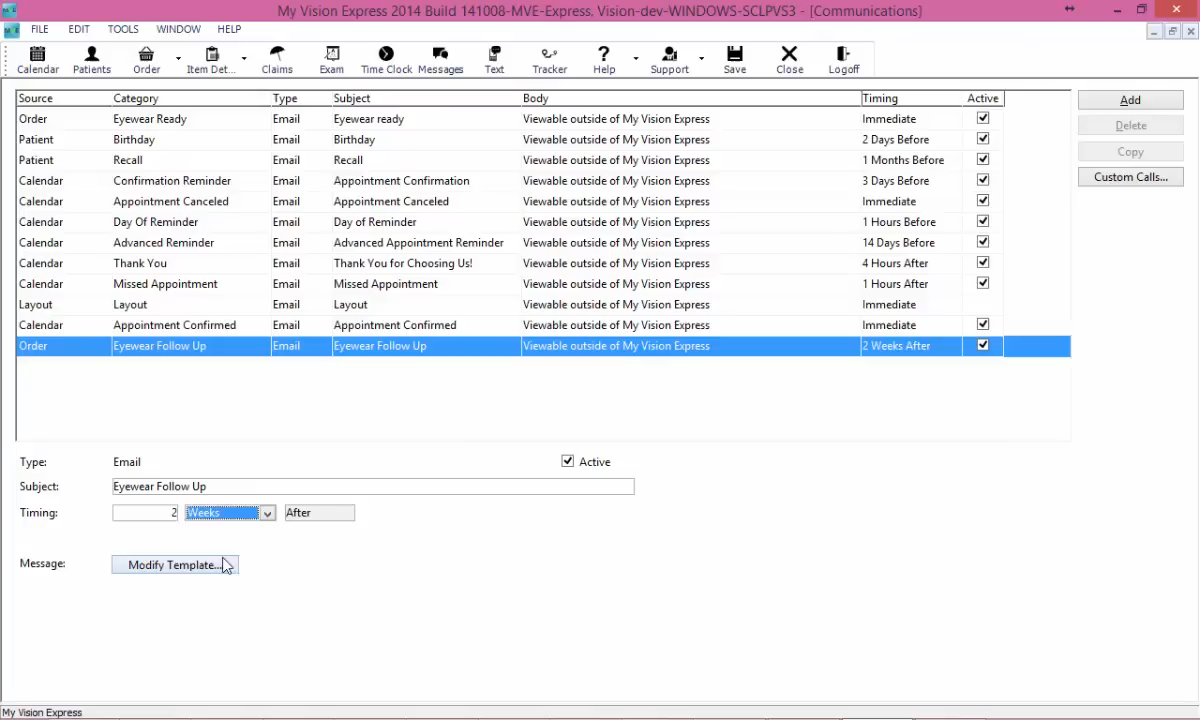 My Vision Express 2014 Build 141008-MVE-Express, Vision-dev-WINDOWS-SCLPVS3 - [Communications]
FILE EDIT TOOLS WINDOW HELP
Calendar Patients Order Item Det... Claims Exam Time Clock Messages Text Tracker Help Support Save Close Logoff
Source Category Type Subject Body Timing Active
Order Eyewear Ready Email Eyewear ready Viewable outside of My Vision Express Immediate
Patient Birthday Email Birthday Viewable outside of My Vision Express 2 Days Before
Patient Recall Email Recall Viewable outside of My Vision Express 1 Months Before
Calendar Confirmation Reminder Email Appointment Confirmation Viewable outside of My Vision Express 3 Days Before
Calendar Appointment Canceled Email Appointment Canceled Viewable outside of My Vision Express Immediate
Calendar Day Of Reminder Email Day of Reminder Viewable outside of My Vision Express 1 Hours Before
Calendar Advanced Reminder Email Advanced Appointment Reminder Viewable outside of My Vision Express 14 Days Before
Calendar Thank You Email Thank You for Choosing Us! Viewable outside of My Vision Express 4 Hours After
Calendar Missed Appointment Email Missed Appointment Viewable outside of My Vision Express 1 Hours After
Layout Layout Email Layout Viewable outside of My Vision Express Immediate
Calendar Appointment Confirmed Email Appointment Confirmed Viewable outside of My Vision Express Immediate
Order Eyewear Follow Up Email Eyewear Follow Up Viewable outside of My Vision Express 2 Weeks After
Add
Delete
Copy
Custom Calls...
Type: Email Active
Subject: Eyewear Follow Up
Timing: 2 Weeks After
Message: Modify Template...
My Vision Express